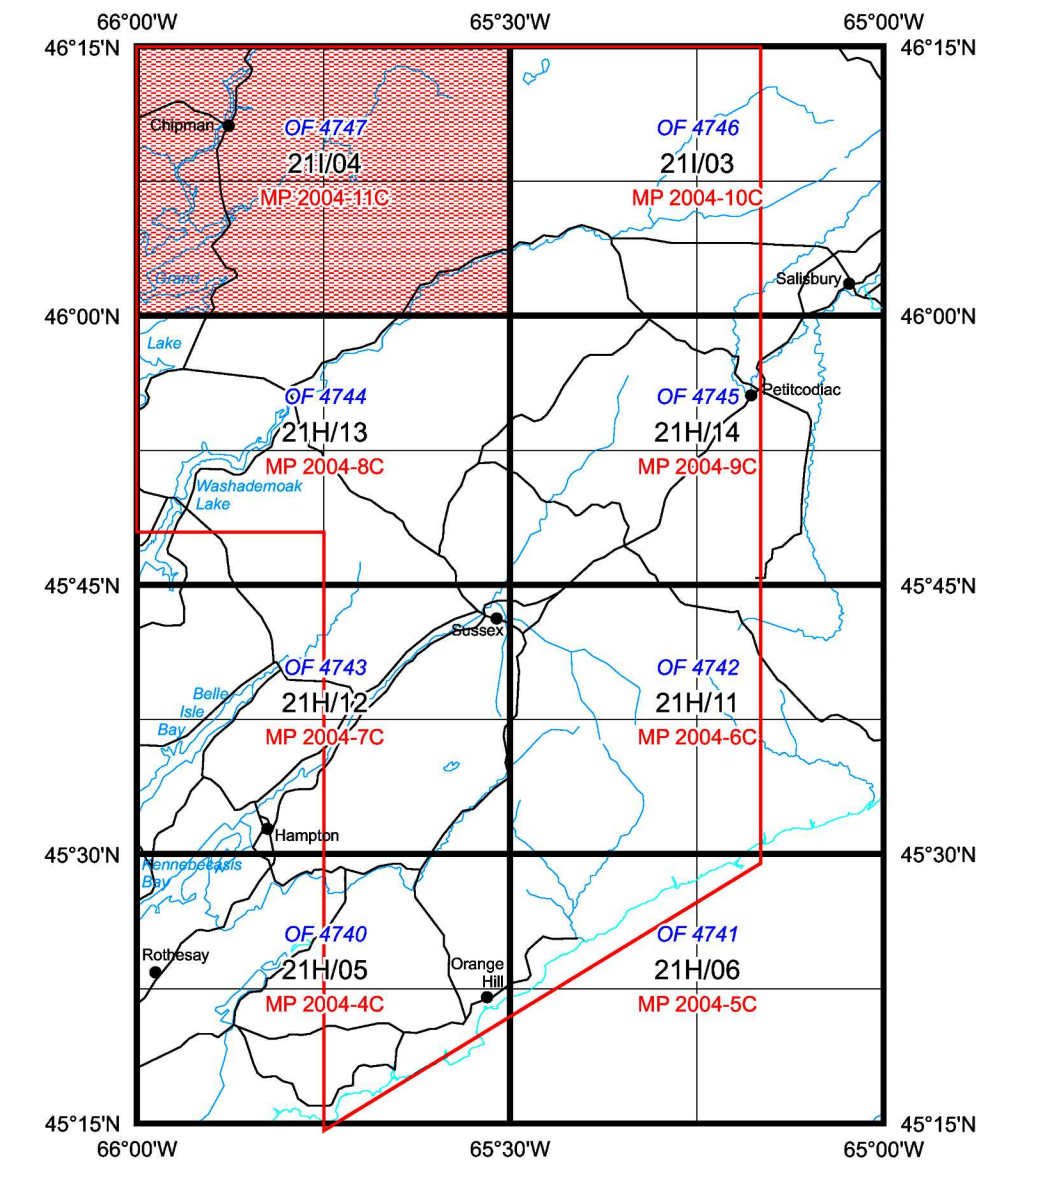 66°00'W 65°30'W 65°00'W
46°15'N 46°15'N
Chipman
OF 4747 OF 4746
21I/04 21I/03
MP 2004-11C MP 2004-10C
Grand
Salisbury
46°00'N 46°00'N
Lake
Petitcodiac
OF 4744 OF 4745
21H/13 21H/14
MP 2004-8C MP 2004-9C
Washademoak
Lake
45°45'N 45°45'N
Sussex
OF 4743 OF 4742
Belle
Isle
Bay
21H/12 21H/11
MP 2004-7C MP 2004-6C
Hampton
45°30'N 45°30'N
Kennebecasis
Bay
OF 4740 OF 4741
Rothesay
Orange
Hill
21H/05 21H/06
MP 2004-4C MP 2004-5C
45°15'N 45°15'N
66°00'W 65°30'W 65°00'W